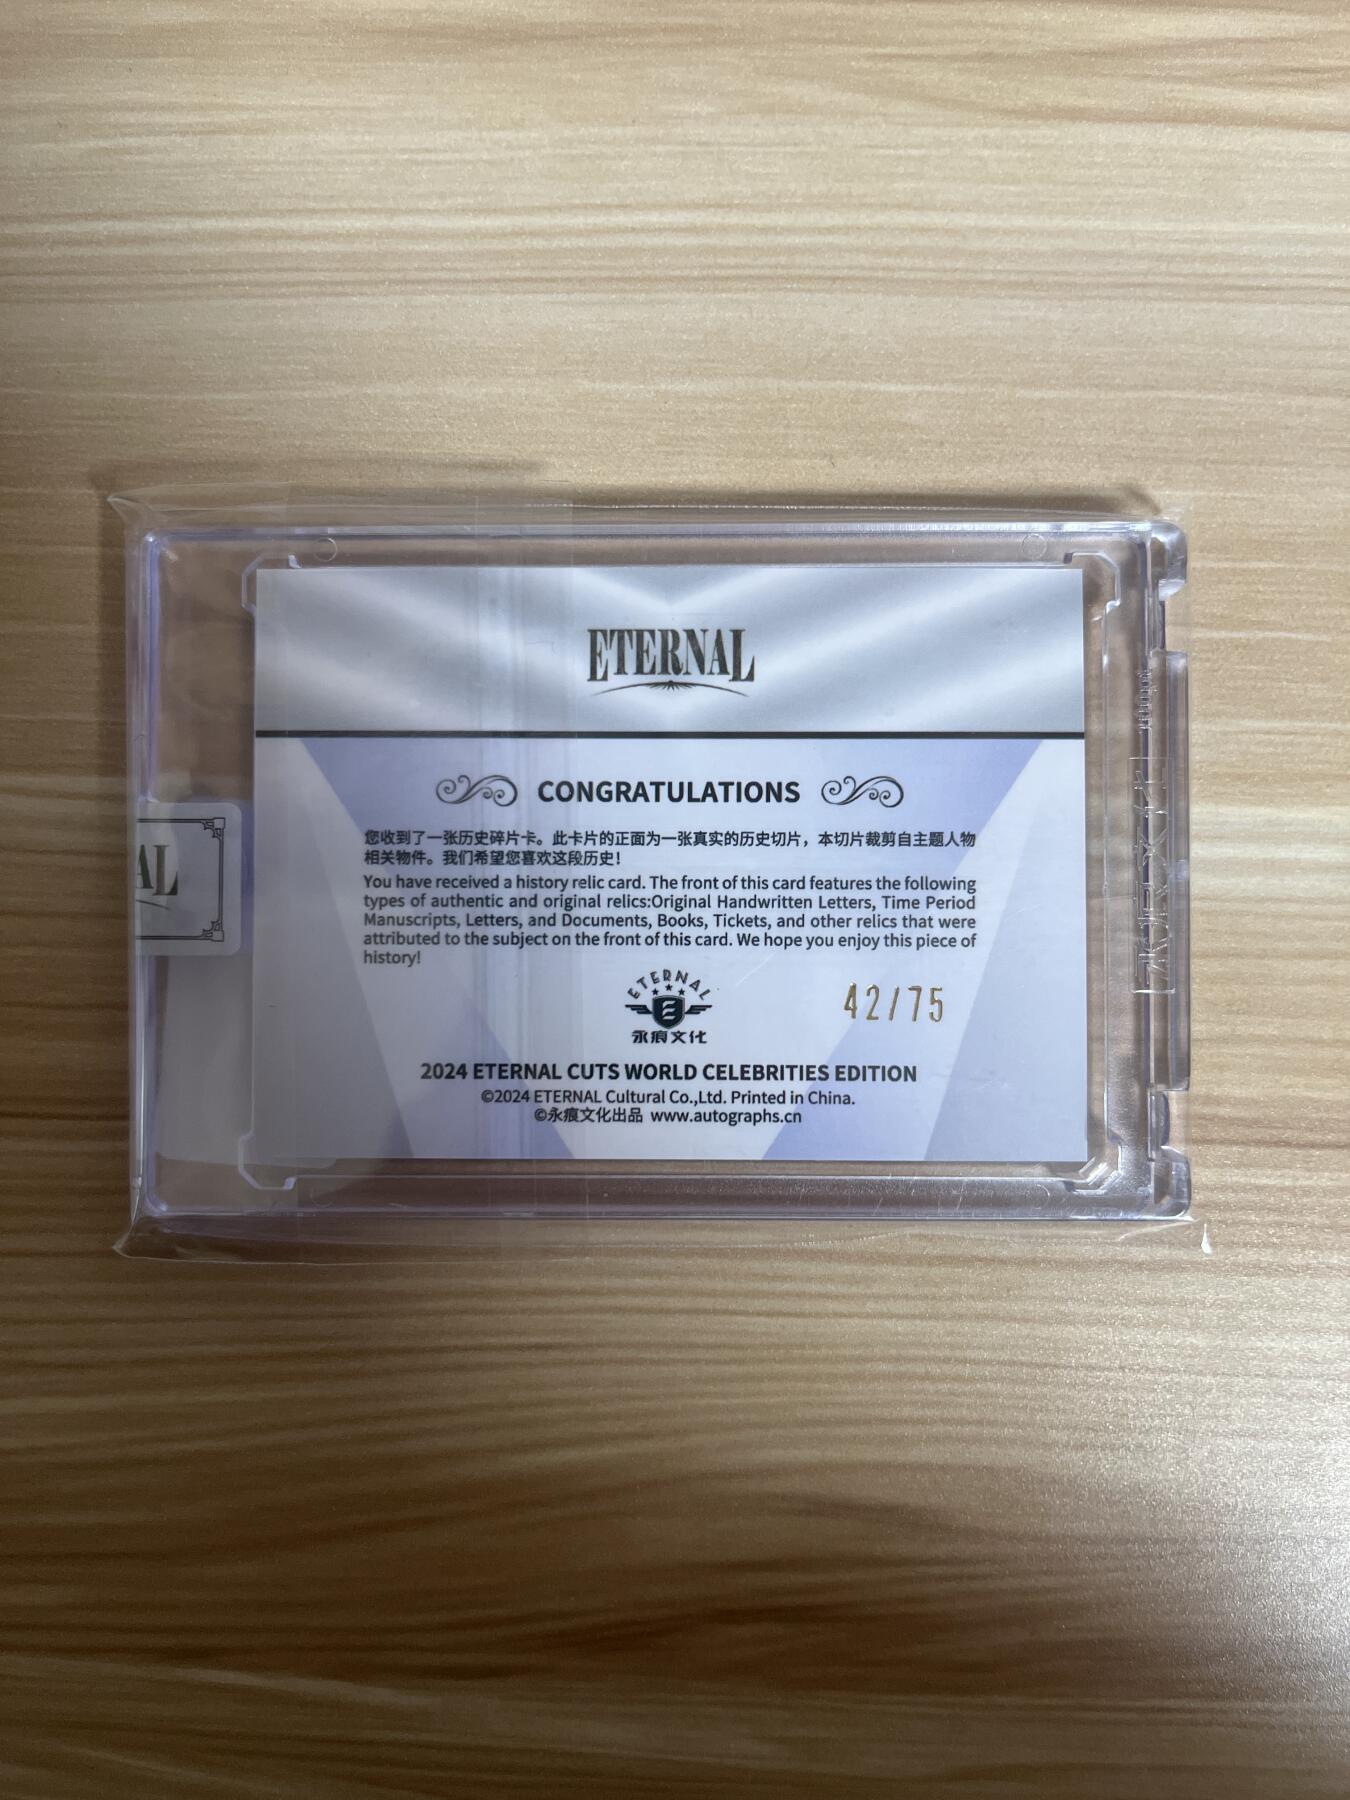 ETERNAL
CONGRATULATIONS
您收到了一张历史碎片卡。此卡片的正面为一张真实的历史切片，本切片裁剪自主题人物
相关物件。我们希望您喜欢这段历史！
You have received a history relic card. The front of this card features the following
types of authentic and original relics:Original Handwritten Letters, Time Period
Manuscripts, Letters, and Documents, Books, Tickets, and other relics that were
attributed to the subject on the front of this card. We hope you enjoy this piece of
history!
AL
ETERNAL
永痕文化
42/75
2024 ETERNAL CUTS WORLD CELEBRITIES EDITION
©2024 ETERNAL Cultural Co.,Ltd. Printed in China.
©永痕文化出品 www.autographs.cn
永痕文化